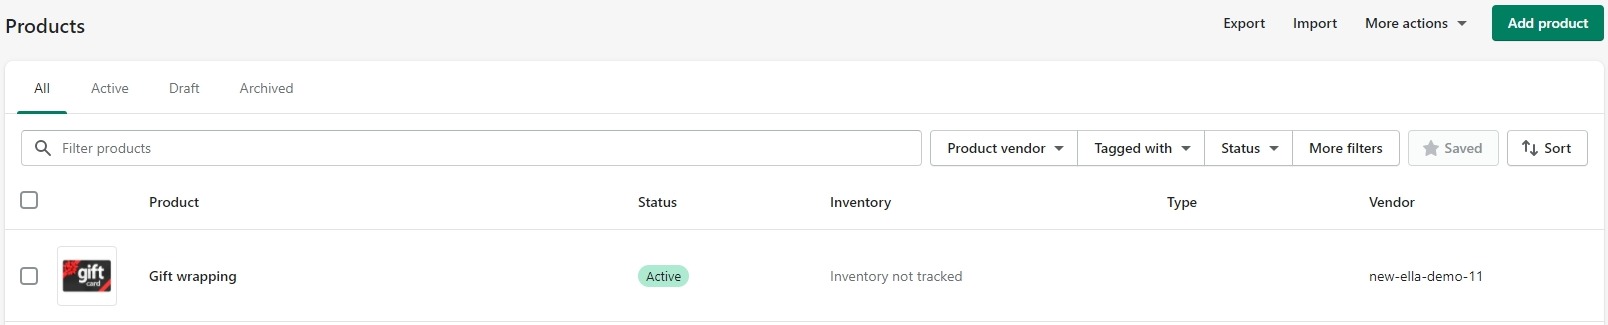 Products Export Import More actions Add product
All Active Draft Archived
Filter products Product vendor Tagged with Status More filters Saved Sort
Product Status Inventory Type Vendor
gift
card
Gift wrapping Active Inventory not tracked new-ella-demo-11